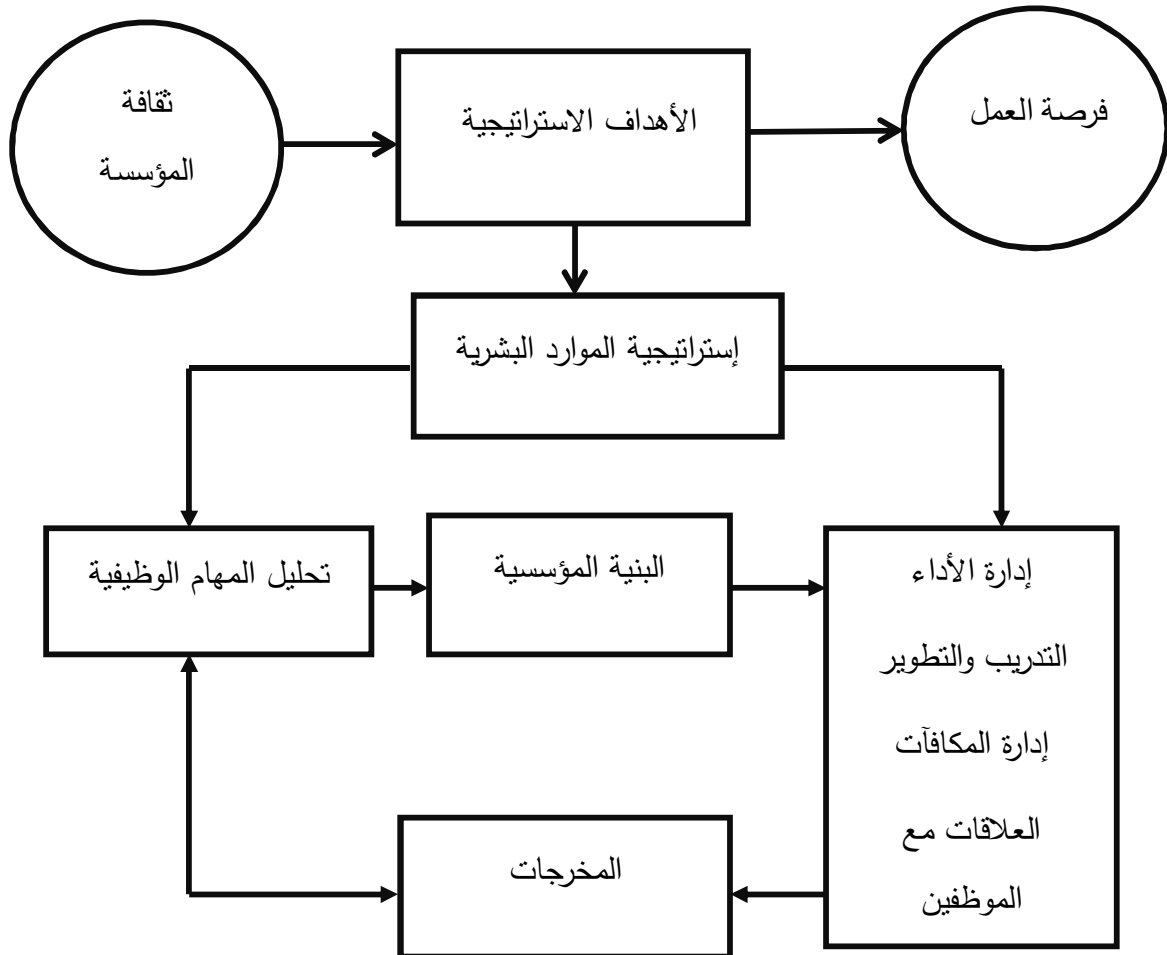 ثقافة
المؤسسة
الأهداف الاستراتيجية
فرصة العمل
إستراتيجية الموارد البشرية
تحليل المهام الوظيفية
البنية المؤسسية
إدارة الأداء
التدريب والتطوير
إدارة المكافآت
العلاقات مع
الموظفين
المخرجات